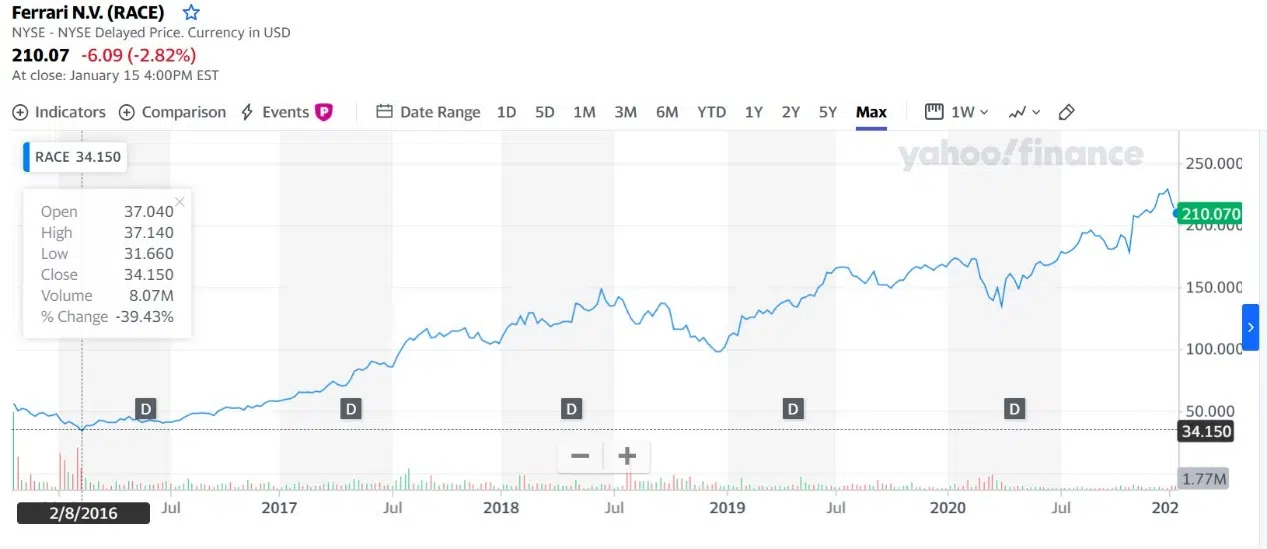 Ferrari N.V. (RACE)
NYSE - NYSE Delayed Price. Currency in USD
210.07 -6.09 (-2.82%)
At close: January 15 4:00PM EST
Indicators Comparison Events P Date Range 1D 5D 1M 3M 6M YTD 1Y 2Y 5Y Max 1W
RACE 34.150
yahoo!finance
250.000
Open 37.040
High 37.140
Low 31.660
Close 34.150
Volume 8.07M
% Change -39.43%
210.070
200.000
150.000
100.000
50.000
D D D D D
34.150
1.77M
2/8/2016 Jul 2017 Jul 2018 Jul 2019 Jul 2020 Jul 202